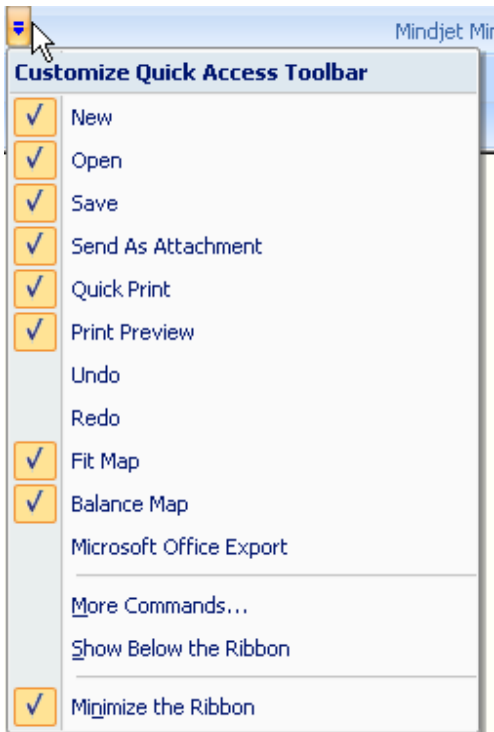 Mindjet
Customize Quick Access Toolbar
New
Open
Save
Send As Attachment
Quick Print
Print Preview
Undo
Redo
Fit Map
Balance Map
Microsoft Office Export
More Commands...
Show Below the Ribbon
Minimize the Ribbon